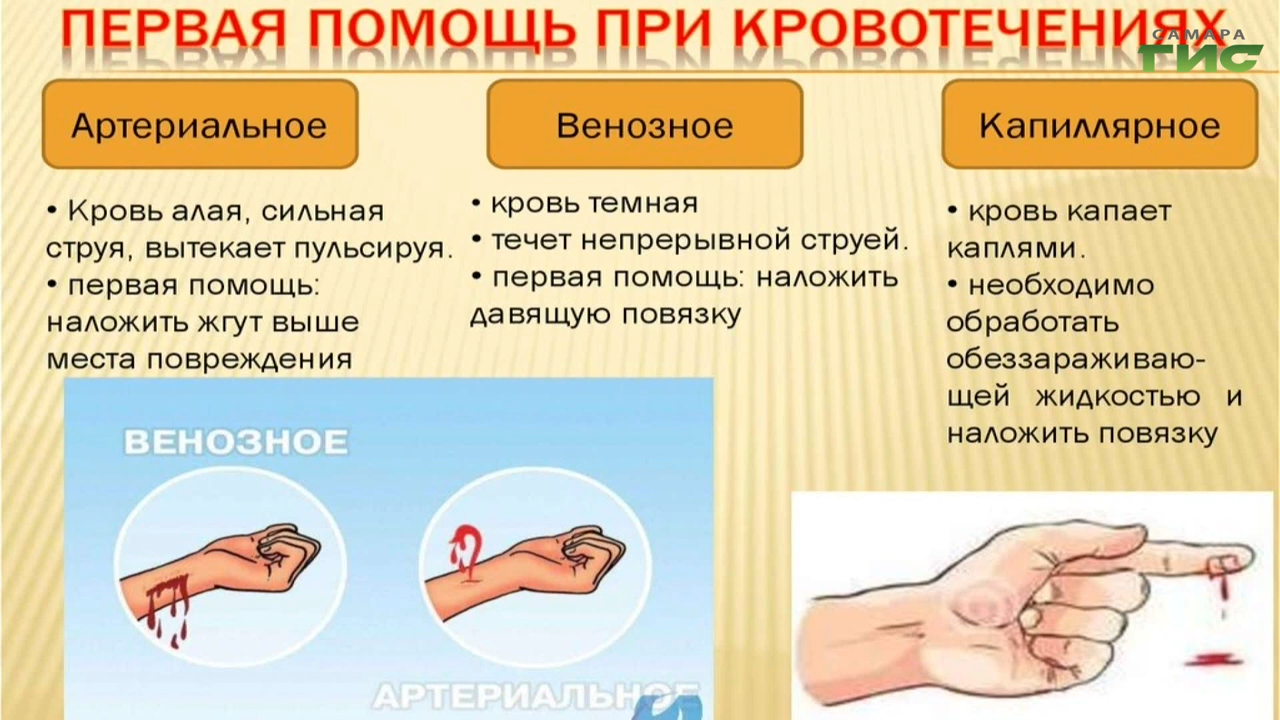 ПЕРВАЯ ПОМОЩЬ ПРИ КРОВОТЕЧЕНИЯХ
САМАРА
ГИС
Артериальное
• Кровь алая, сильная
струя, вытекает пульсируя.
• первая помощь:
наложить жгут выше
места повреждения
Венозное
• кровь темная
• течет непрерывной струей.
• первая помощь: наложить
давящую повязку
Капиллярное
• кровь капает
каплями.
• необходимо
обработать
обеззараживаю-
щей жидкостью и
наложить повязку
ВЕНОЗНОЕ
АРТЕРИАЛЬНОЕ